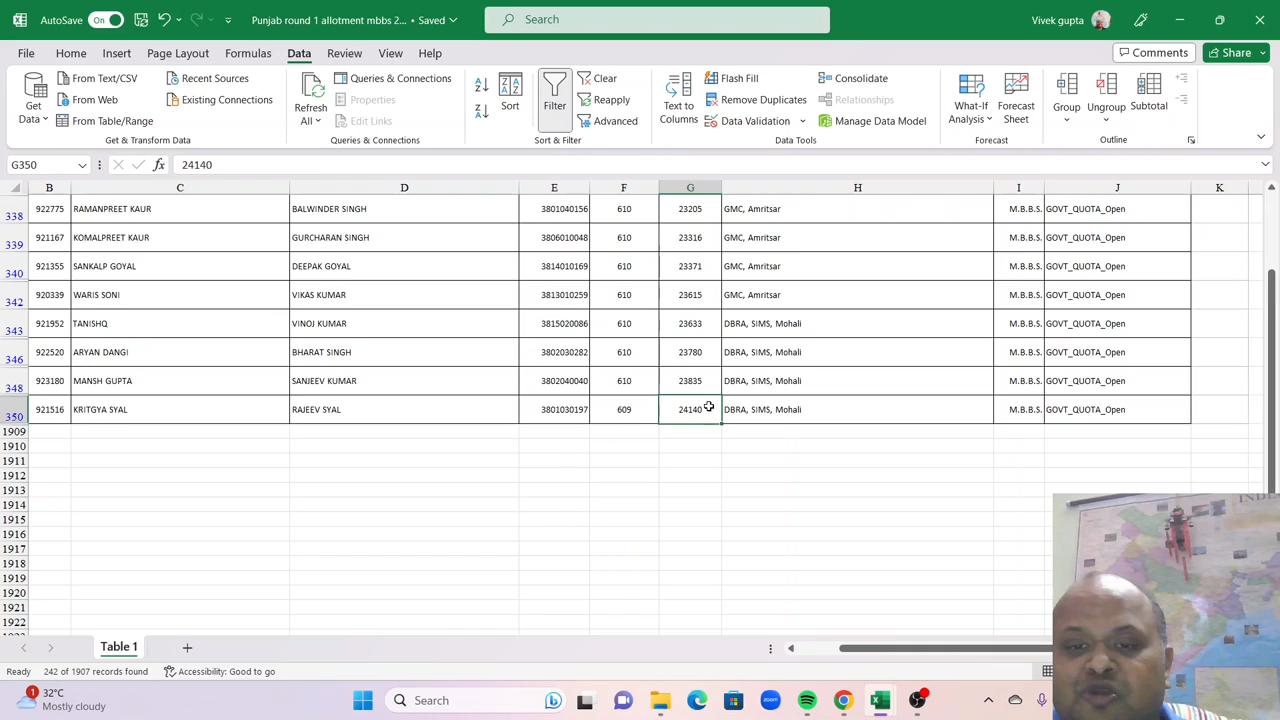 AutoSave On Punjab round 1 allotment mbbs 2... • Saved Search Vivek gupta
File Home Insert Page Layout Formulas Data Review View Help Comments Share
Get Data From Text/CSV From Web From Table/Range Recent Sources Existing Connections
Get & Transform Data
Refresh All Queries & Connections Properties Edit Links
Queries & Connections
Sort Filter Clear Reapply Advanced
Sort & Filter
Text to Columns Flash Fill Remove Duplicates Data Validation Consolidate Relationships Manage Data Model
Data Tools
What-If Analysis Forecast Sheet
Forecast
Group Ungroup Subtotal
Outline
G350 fx 24140
B C D E F G H I J K
338 922775 RAMANPREET KAUR BALWINDER SINGH 3801040156 610 23205 GMC, Amritsar M.B.B.S. GOVT_QUOTA_Open
339 921167 KOMALPREET KAUR GURCHARAN SINGH 3806010048 610 23316 GMC, Amritsar M.B.B.S. GOVT_QUOTA_Open
340 921355 SANKALP GOYAL DEEPAK GOYAL 3814010169 610 23371 GMC, Amritsar M.B.B.S. GOVT_QUOTA_Open
342 920339 WARIS SONI VIKAS KUMAR 3813010259 610 23615 GMC, Amritsar M.B.B.S. GOVT_QUOTA_Open
343 921952 TANISHQ VINOJ KUMAR 3815020086 610 23633 DBRA, SIMS, Mohali M.B.B.S. GOVT_QUOTA_Open
346 922520 ARYAN DANGI BHARAT SINGH 3802030282 610 23780 DBRA, SIMS, Mohali M.B.B.S. GOVT_QUOTA_Open
348 923180 MANSH GUPTA SANJEEV KUMAR 3802040040 610 23835 DBRA, SIMS, Mohali M.B.B.S. GOVT_QUOTA_Open
350 921516 KRITGYA SYAL RAJEEV SYAL 3801030197 609 24140 DBRA, SIMS, Mohali M.B.B.S. GOVT_QUOTA_Open
1909
1910
1911
1912
1913
1914
1915
1916
1917
1918
1919
1920
1921
1922
Table 1
Ready 242 of 1907 records found Accessibility: Good to go
1 32°C
Mostly cloudy
Search zoom